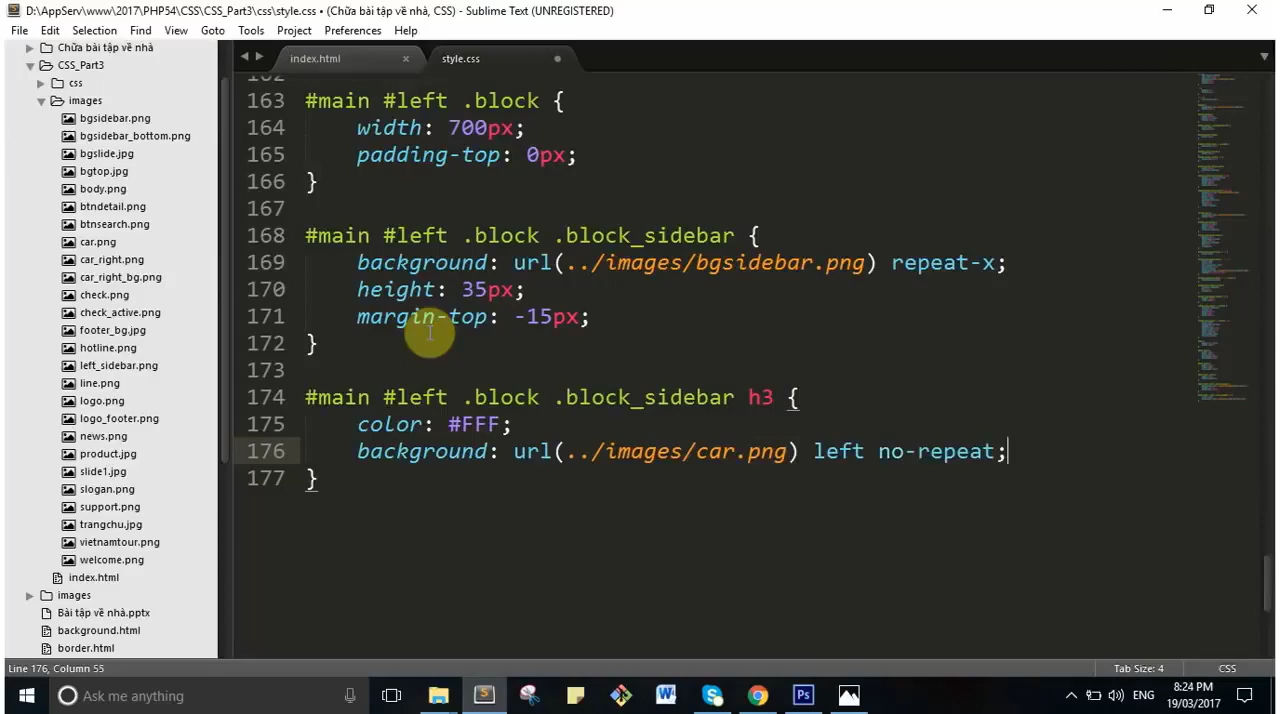 D:\AppServ\www\2017\PHP54\CSS\CSS_Part3\css\style.css • (Chữa bài tập về nhà, CSS) - Sublime Text (UNREGISTERED)
File Edit Selection Find View Goto Tools Project Preferences Help
Chữa bài tập về nhà
CSS_Part3
css
images
bgsidebar.png
bgsidebar_bottom.png
bgslide.jpg
bgtop.jpg
body.png
btndetail.png
btnsearch.png
car.png
car_right.png
car_right_bg.png
check.png
check_active.png
footer_bg.jpg
hotline.png
left_sidebar.png
line.png
logo.png
logo_footer.png
news.png
product.jpg
slide1.jpg
slogan.png
support.png
trangchu.jpg
vietnamtour.png
welcome.png
index.html
images
Bài tập về nhà.pptx
background.html
border.html
index.html × style.css
162
163 #main #left .block {
164 width: 700px;
165 padding-top: 0px;
166 }
167
168 #main #left .block .block_sidebar {
169 background: url(../images/bgsidebar.png) repeat-x;
170 height: 35px;
171 margin-top: -15px;
172 }
173
174 #main #left .block .block_sidebar h3 {
175 color: #FFF;
176 background: url(../images/car.png) left no-repeat;
177 }
Line 176, Column 55 Tab Size: 4 CSS
Ask me anything
ENG
8:24 PM
19/03/2017